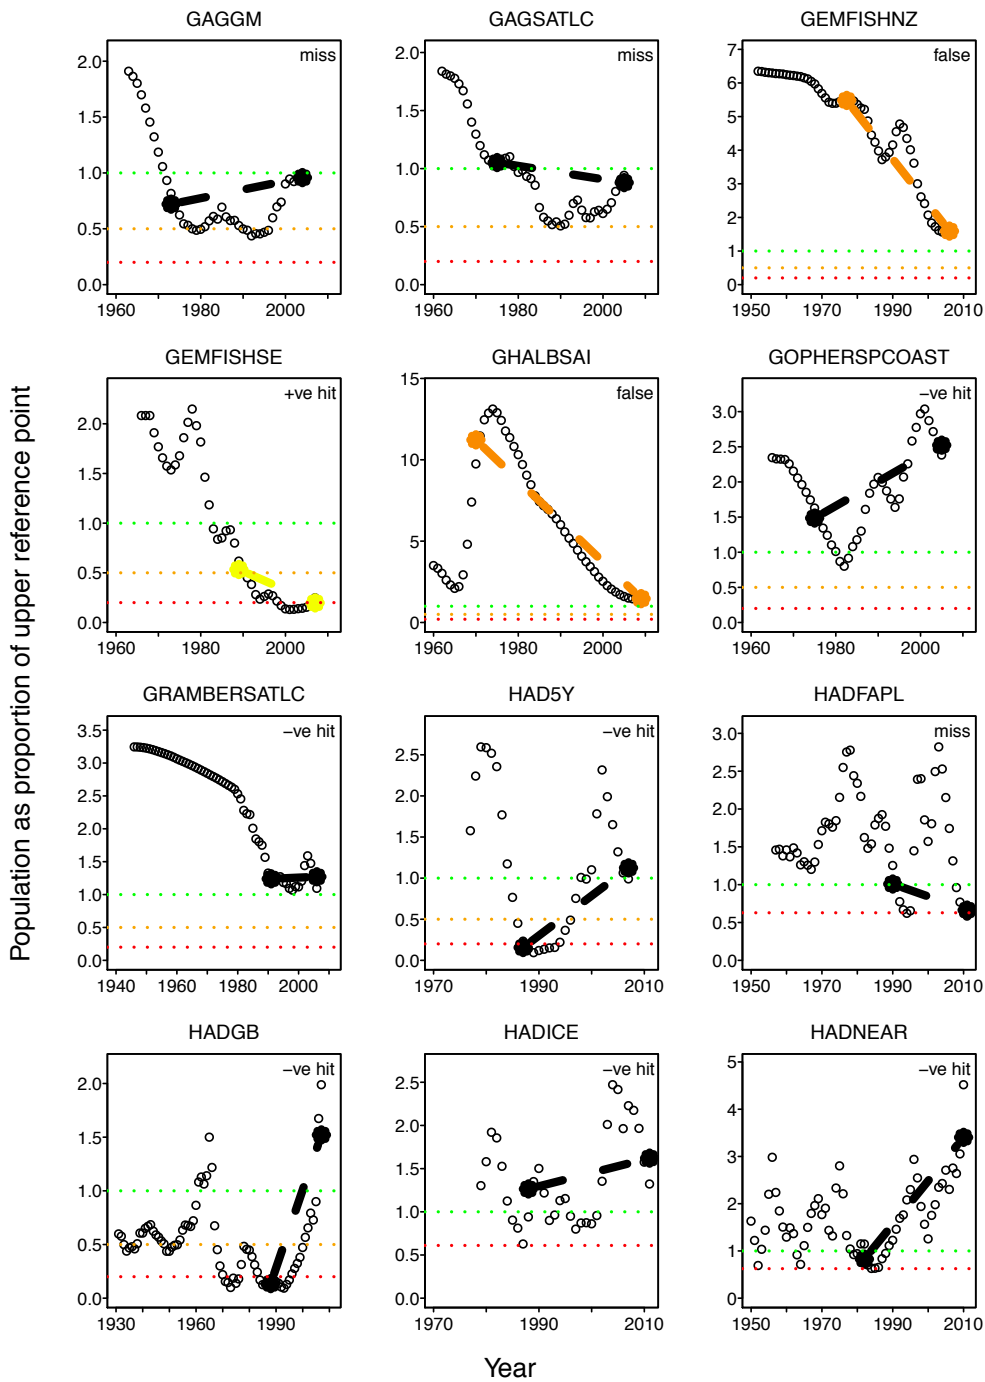 GAGGM GAGSATLC GEMFISHNZ
miss miss false
2.0 1.5 1.0 0.5 0.0
1960 1980 2000
2.0 1.5 1.0 0.5 0.0
1960 1980 2000
7 6 5 4 3 2 1 0
1950 1970 1990 2010
GEMFISHSE GHALBSAI GOPHERSPCOAST
+ve hit false −ve hit
2.0 1.5 1.0 0.5 0.0
1960 1980 2000
15 10 5 0
1960 1980 2000
3.0 2.5 2.0 1.5 1.0 0.5 0.0
1960 1980 2000
Population as proportion of upper reference point
GRAMBERSATLC HAD5Y HADFAPL
−ve hit −ve hit miss
3.5 3.0 2.5 2.0 1.5 1.0 0.5 0.0
1940 1960 1980 2000
2.5 2.0 1.5 1.0 0.5 0.0
1970 1990 2010
3.0 2.5 2.0 1.5 1.0 0.5 0.0
1950 1970 1990 2010
HADGB HADICE HADNEAR
−ve hit −ve hit −ve hit
2.0 1.5 1.0 0.5 0.0
1930 1960 1990
2.5 2.0 1.5 1.0 0.5 0.0
1970 1990 2010
5 4 3 2 1 0
1950 1970 1990 2010
Year